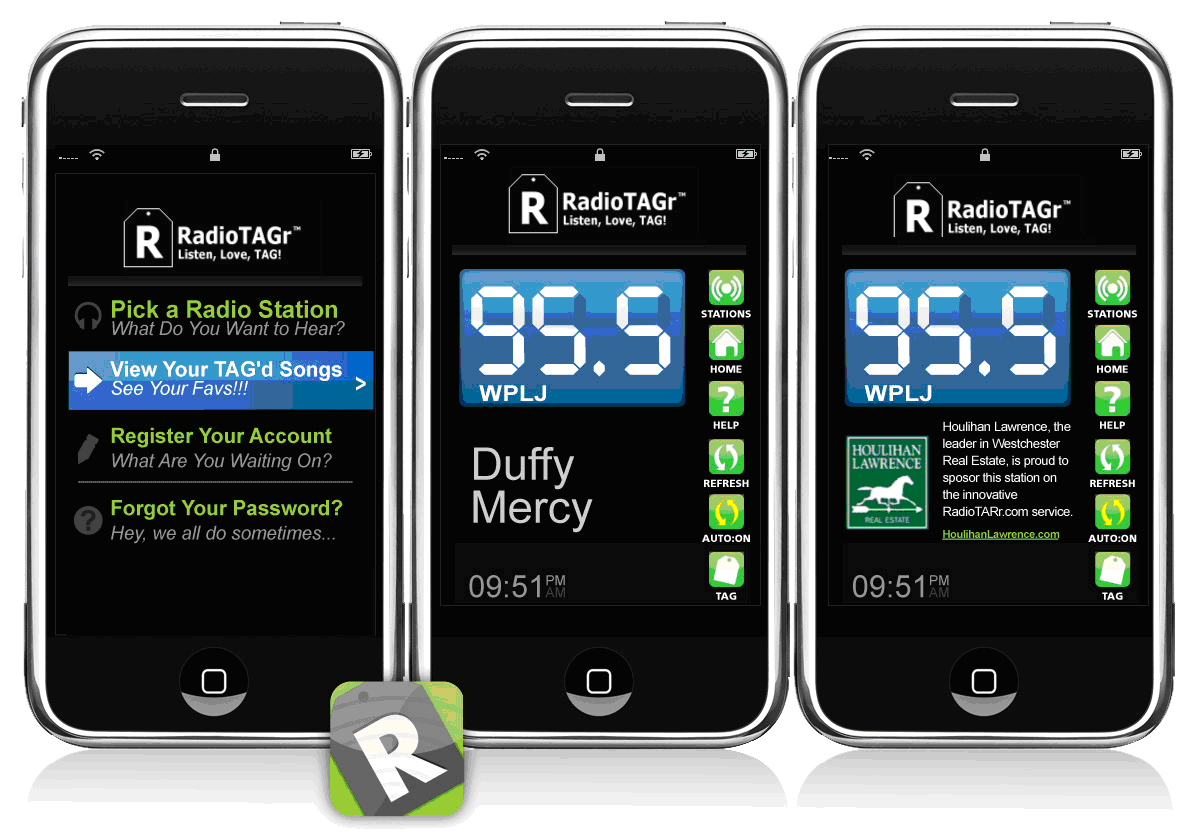 R RadioTAGr™
Listen, Love, TAG!
Pick a Radio Station
What Do You Want to Hear?
View Your TAG'd Songs
See Your Favs!!!
>
Register Your Account
What Are You Waiting On?
? Forgot Your Password?
Hey, we all do sometimes...
R RadioTAGr™
Listen, Love, TAG!
95.5
WPLJ
Duffy
Mercy
09:51 PM
AM
STATIONS
HOME
?
HELP
REFRESH
AUTO:ON
TAG
R RadioTAGr™
Listen, Love, TAG!
95.5
WPLJ
HOULIHAN
LAWRENCE
REAL ESTATE
Houlihan Lawrence, the
leader in Westchester
Real Estate, is proud to
sposor this station on
the innovative
RadioTARr.com service.
HoulihanLawrence.com
09:51 PM
AM
STATIONS
HOME
?
HELP
REFRESH
AUTO:ON
TAG
R